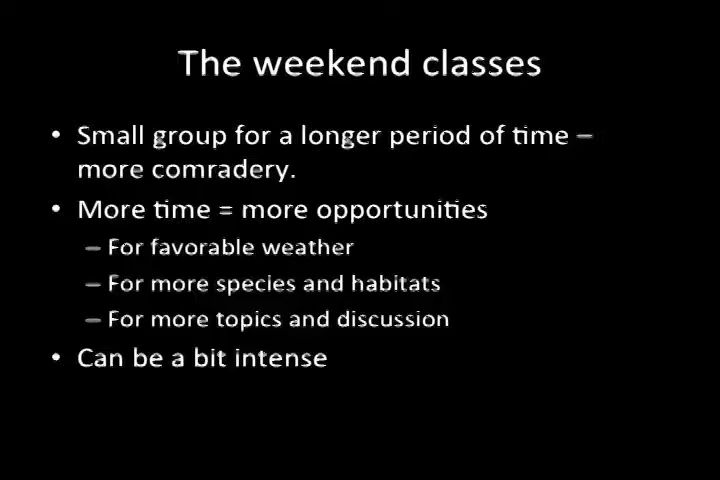 The weekend classes
• Small group for a longer period of time –
more comradery.
• More time = more opportunities
– For favorable weather
– For more species and habitats
– For more topics and discussion
• Can be a bit intense